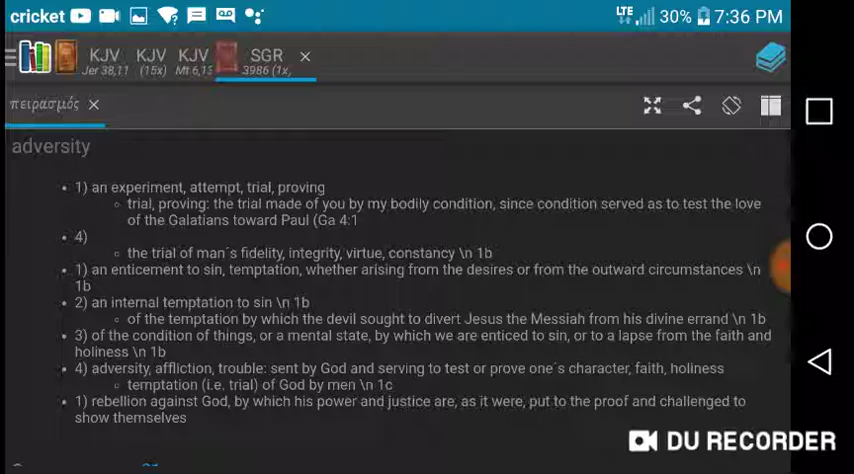 cricket LTE 30% 7:36 PM
KJV KJV KJV SGR ×
Jer 38,11 (15x) Mt 6,13 3986 (1x,
πειρασμός ×
adversity
• 1) an experiment, attempt, trial, proving
◦ trial, proving: the trial made of you by my bodily condition, since condition served as to test the love
of the Galatians toward Paul (Ga 4:1
• 4)
◦ the trial of man´s fidelity, integrity, virtue, constancy \n 1b
• 1) an enticement to sin, temptation, whether arising from the desires or from the outward circumstances \n
1b
• 2) an internal temptation to sin \n 1b
◦ of the temptation by which the devil sought to divert Jesus the Messiah from his divine errand \n 1b
• 3) of the condition of things, or a mental state, by which we are enticed to sin, or to a lapse from the faith and
holiness \n 1b
• 4) adversity, affliction, trouble: sent by God and serving to test or prove one´s character, faith, holiness
◦ temptation (i.e. trial) of God by men \n 1c
• 1) rebellion against God, by which his power and justice are, as it were, put to the proof and challenged to
show themselves
DU RECORDER